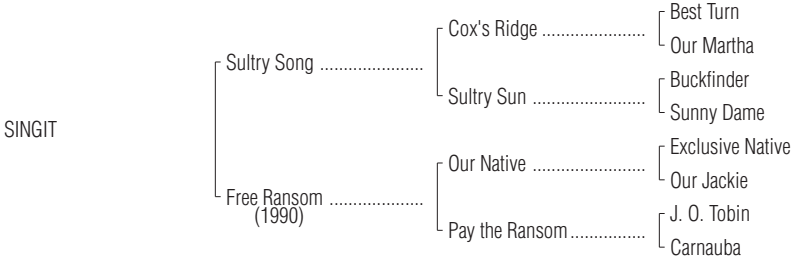 Best Turn
Cox's Ridge ......................
Our Martha
Sultry Song ......................
Buckfinder
Sultry Sun ........................
Sunny Dame
SINGIT
Exclusive Native
Our Native ........................
Our Jackie
Free Ransom ....................
(1990)
J. O. Tobin
Pay the Ransom................
Carnauba